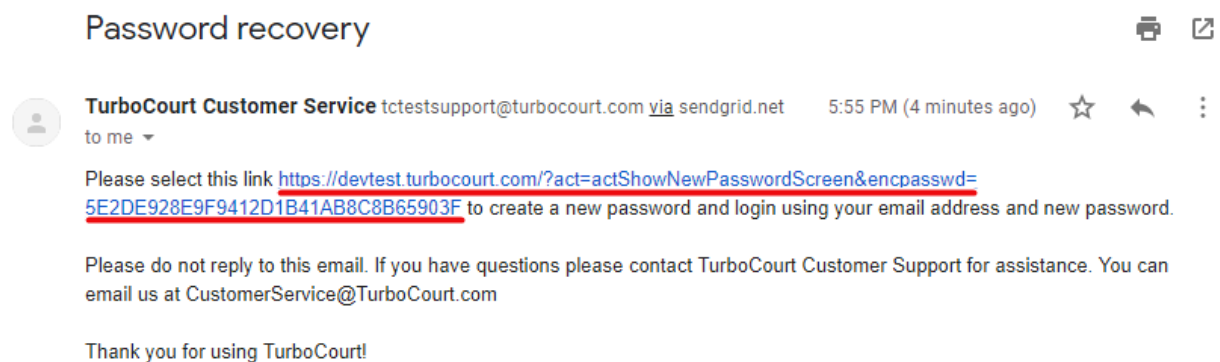 Password recovery
TurboCourt Customer Service tctestsupport@turbocourt.com via sendgrid.net 5:55 PM (4 minutes ago)
to me
Please select this link https://devtest.turbocourt.com/?act=actShowNewPasswordScreen&encpasswd=
5E2DE928E9F9412D1B41AB8C8B65903F to create a new password and login using your email address and new password.
Please do not reply to this email. If you have questions please contact TurboCourt Customer Support for assistance. You can
email us at CustomerService@TurboCourt.com
Thank you for using TurboCourt!